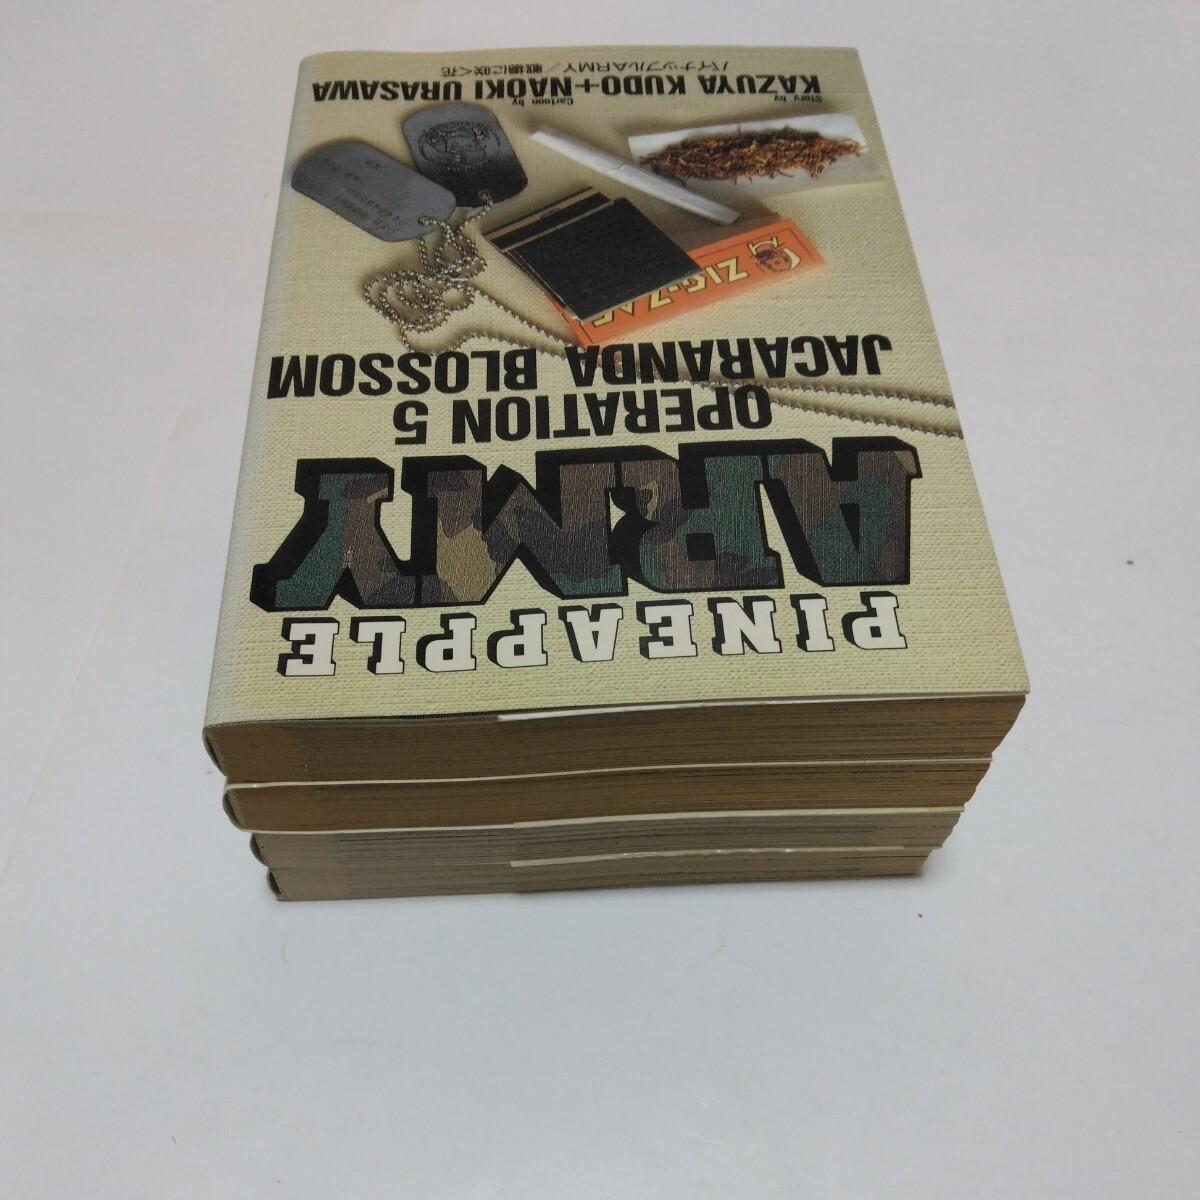 PINEAPPLE
ARMY
OPERATION 5
JACARANDA BLOSSOM
ZIG-ZAG
Story by Cartoon by
KAZUYA KUDO+NAOKI URASAWA
パイナップルARMY／戦場に咲く花